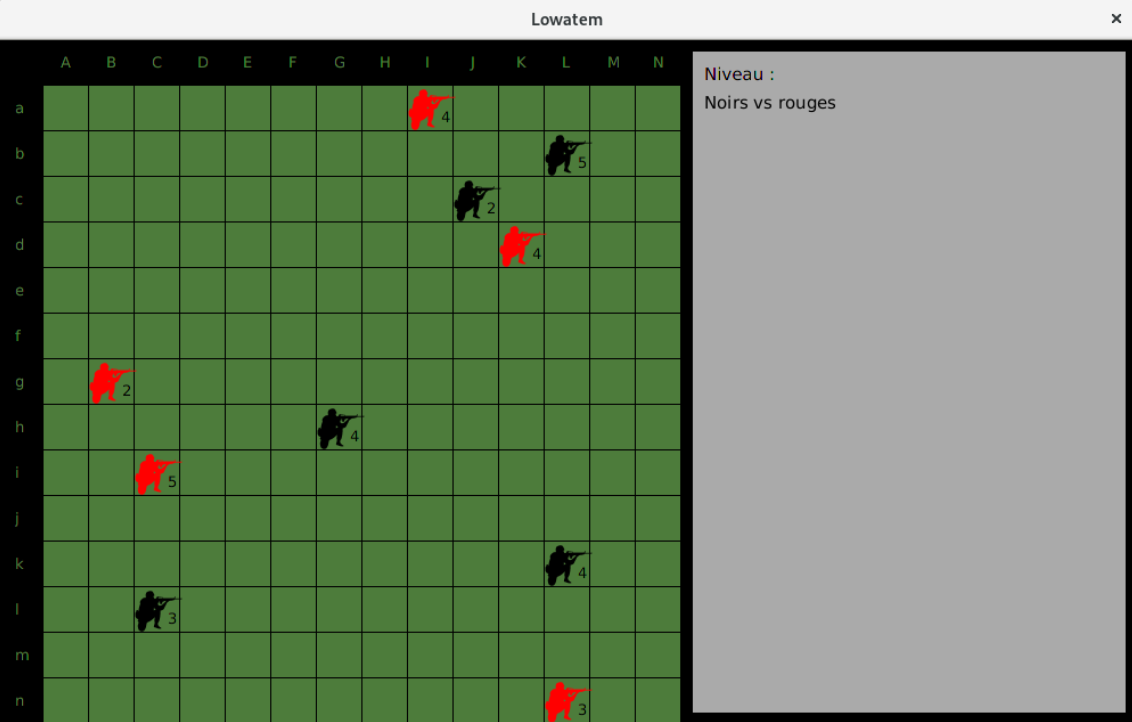 Lowatem
×
A B C D E F G H I J K L M N
Niveau :
Noirs vs rouges
a 4
b 5
c 2
d 4
e
f
g 2
h 4
i 5
j
k 4
l 3
m
n 3